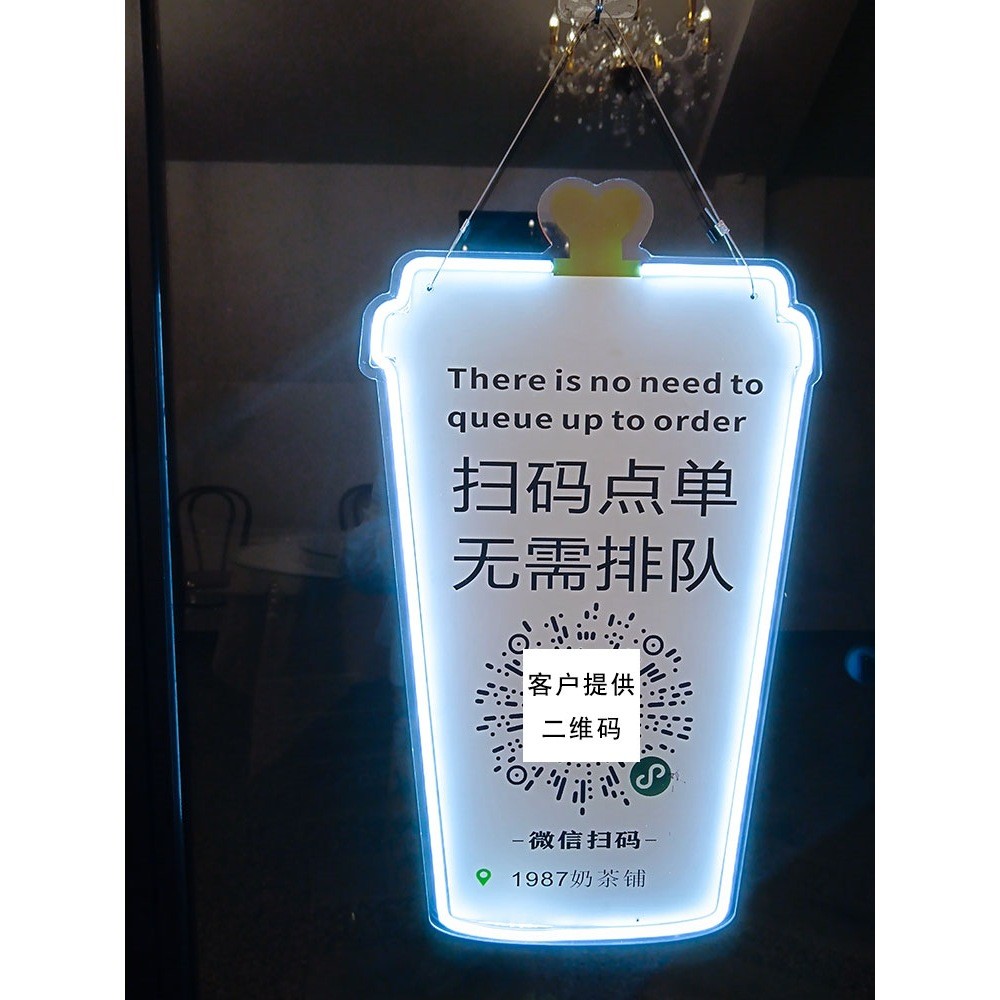 There is no need to
queue up to order
扫码点单
无需排队
客户提供
二维码
-微信扫码-
1987奶茶铺